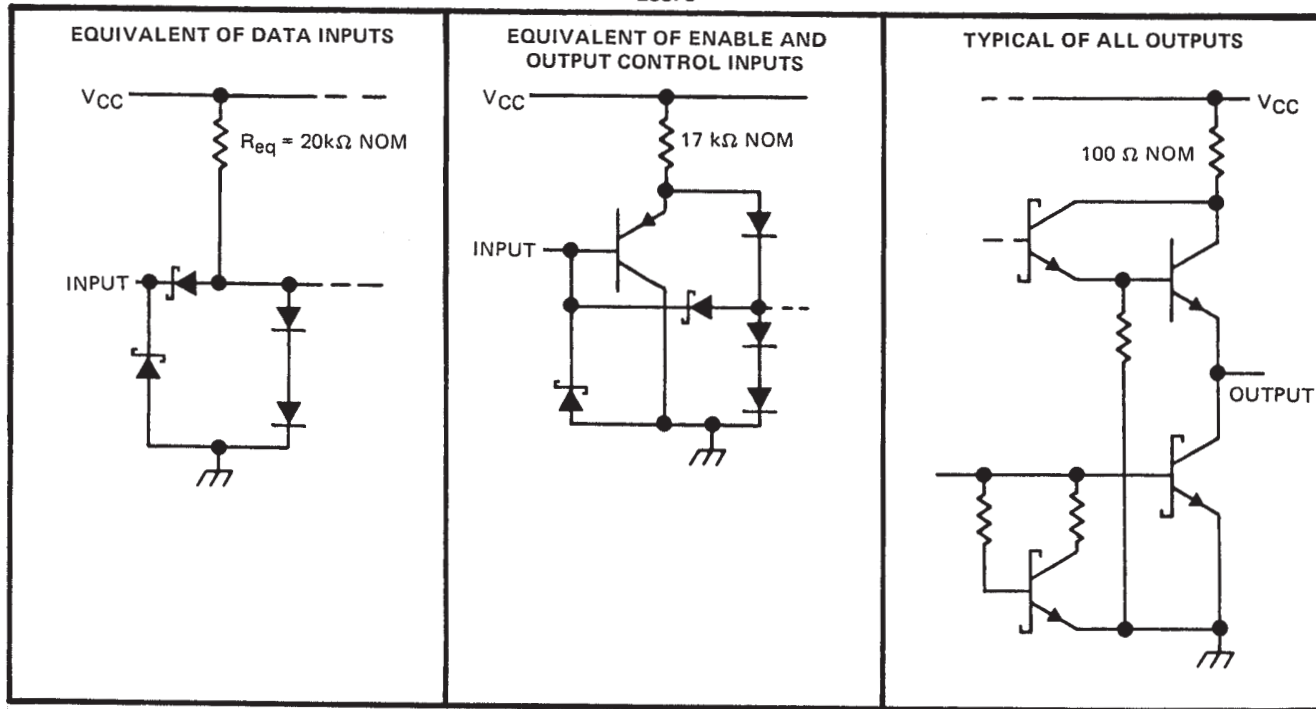 EQUIVALENT OF DATA INPUTS
VCC
Req = 20kΩ NOM
INPUT
EQUIVALENT OF ENABLE AND
OUTPUT CONTROL INPUTS
VCC
17 kΩ NOM
INPUT
TYPICAL OF ALL OUTPUTS
VCC
100 Ω NOM
OUTPUT